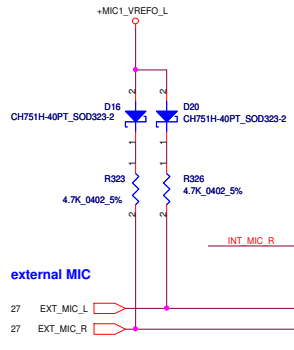 +MIC1_VREFO_L
2
2
D16
D20
CH751H-40PT_SOD323-2
CH751H-40PT_SOD323-2
1
1
1
1
R323
R326
4.7K_0402_5%
4.7K_0402_5%
2
2
INT_MIC_R
external MIC
27 EXT_MIC_L
27 EXT_MIC_R